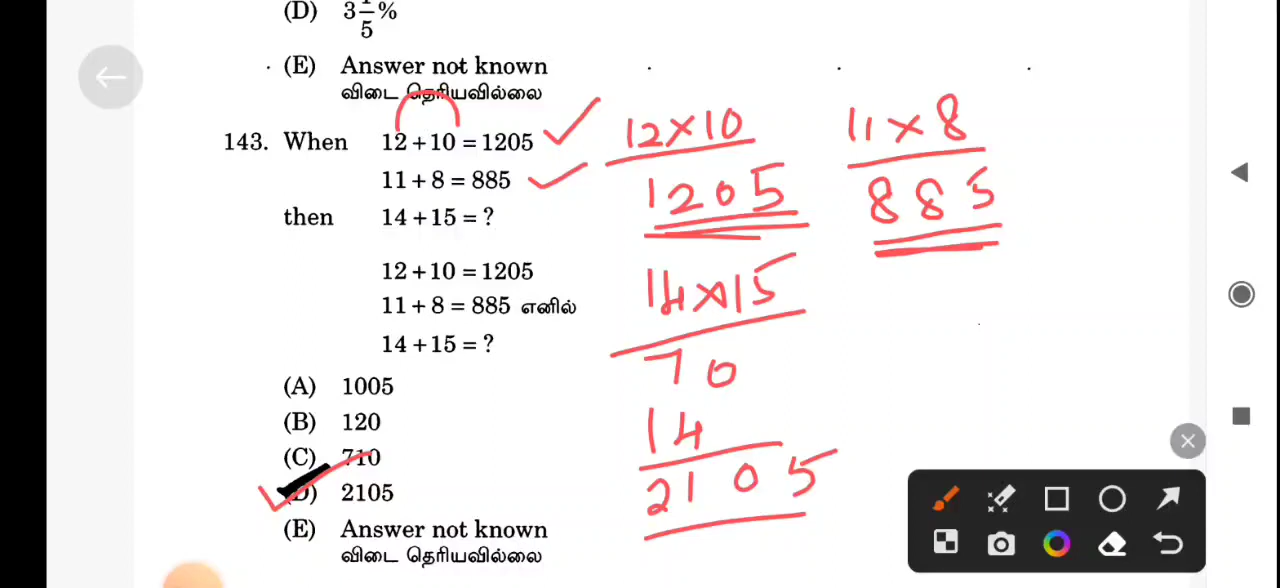 (D) 3 1/5 %
(E) Answer not known
விடை தெரியவில்லை
143. When 12 + 10 = 1205
11 + 8 = 885
then 14 + 15 = ?
12 + 10 = 1205
11 + 8 = 885 எனில்
14 + 15 = ?
(A) 1005
(B) 120
(C) 710
(D) 2105
(E) Answer not known
விடை தெரியவில்லை
12 × 10
1205
11 × 8
885
14 × 15
70
14
2105